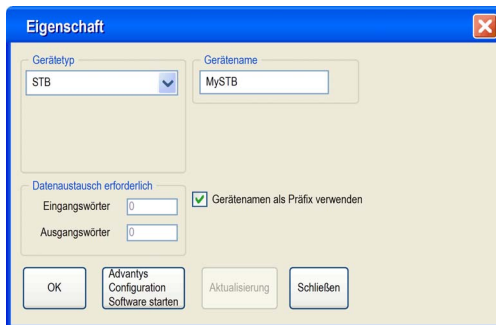 Eigenschaft
Gerätetyp
Gerätename
STB
MySTB
Datenaustausch erforderlich
Eingangswörter
0
Gerätenamen als Präfix verwenden
Ausgangswörter
0
OK
Advantys
Configuration
Software starten
Aktualisierung
Schließen